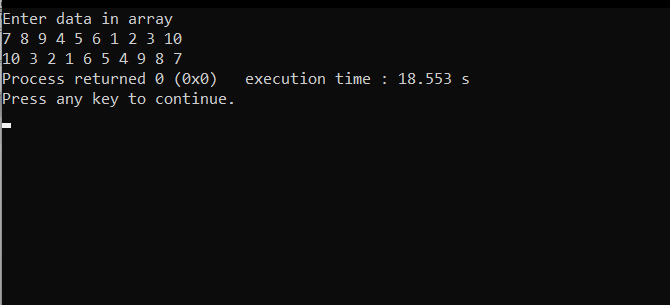 Enter data in array
7 8 9 4 5 6 1 2 3 10
10 3 2 1 6 5 4 9 8 7
Process returned 0 (0x0)   execution time : 18.553 s
Press any key to continue.